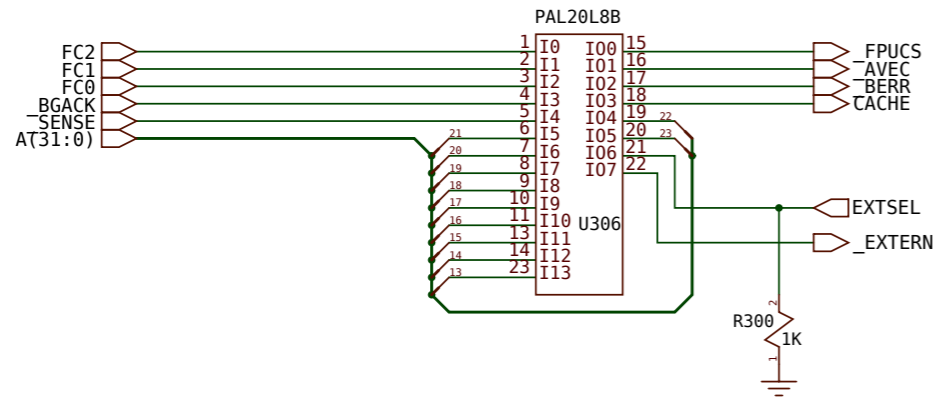 PAL20L8B
FC2 1 I0 IO0 15 _FPUCS
FC1 2 I1 IO1 16 _AVEC
FC0 3 I2 IO2 17 _BERR
_BGACK 4 I3 IO3 18 CACHE
_SENSE 5 I4 IO4 19 22
A(31:0) 21 6 I5 IO5 20 23
20 7 I6 IO6 21
19 8 I7 IO7 22
18 9 I8
17 10 I9 EXTSEL
16 11 I10 U306
15 13 I11 _EXTERN
14 14 I12
13 23 I13
2
R300
1K
1